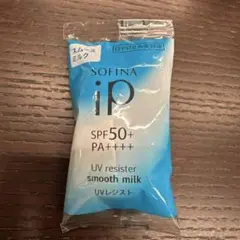 スムース
ミルク
SOFINA
iP
SPF50+
PA++++
UV resister
smooth milk
UVレジスト